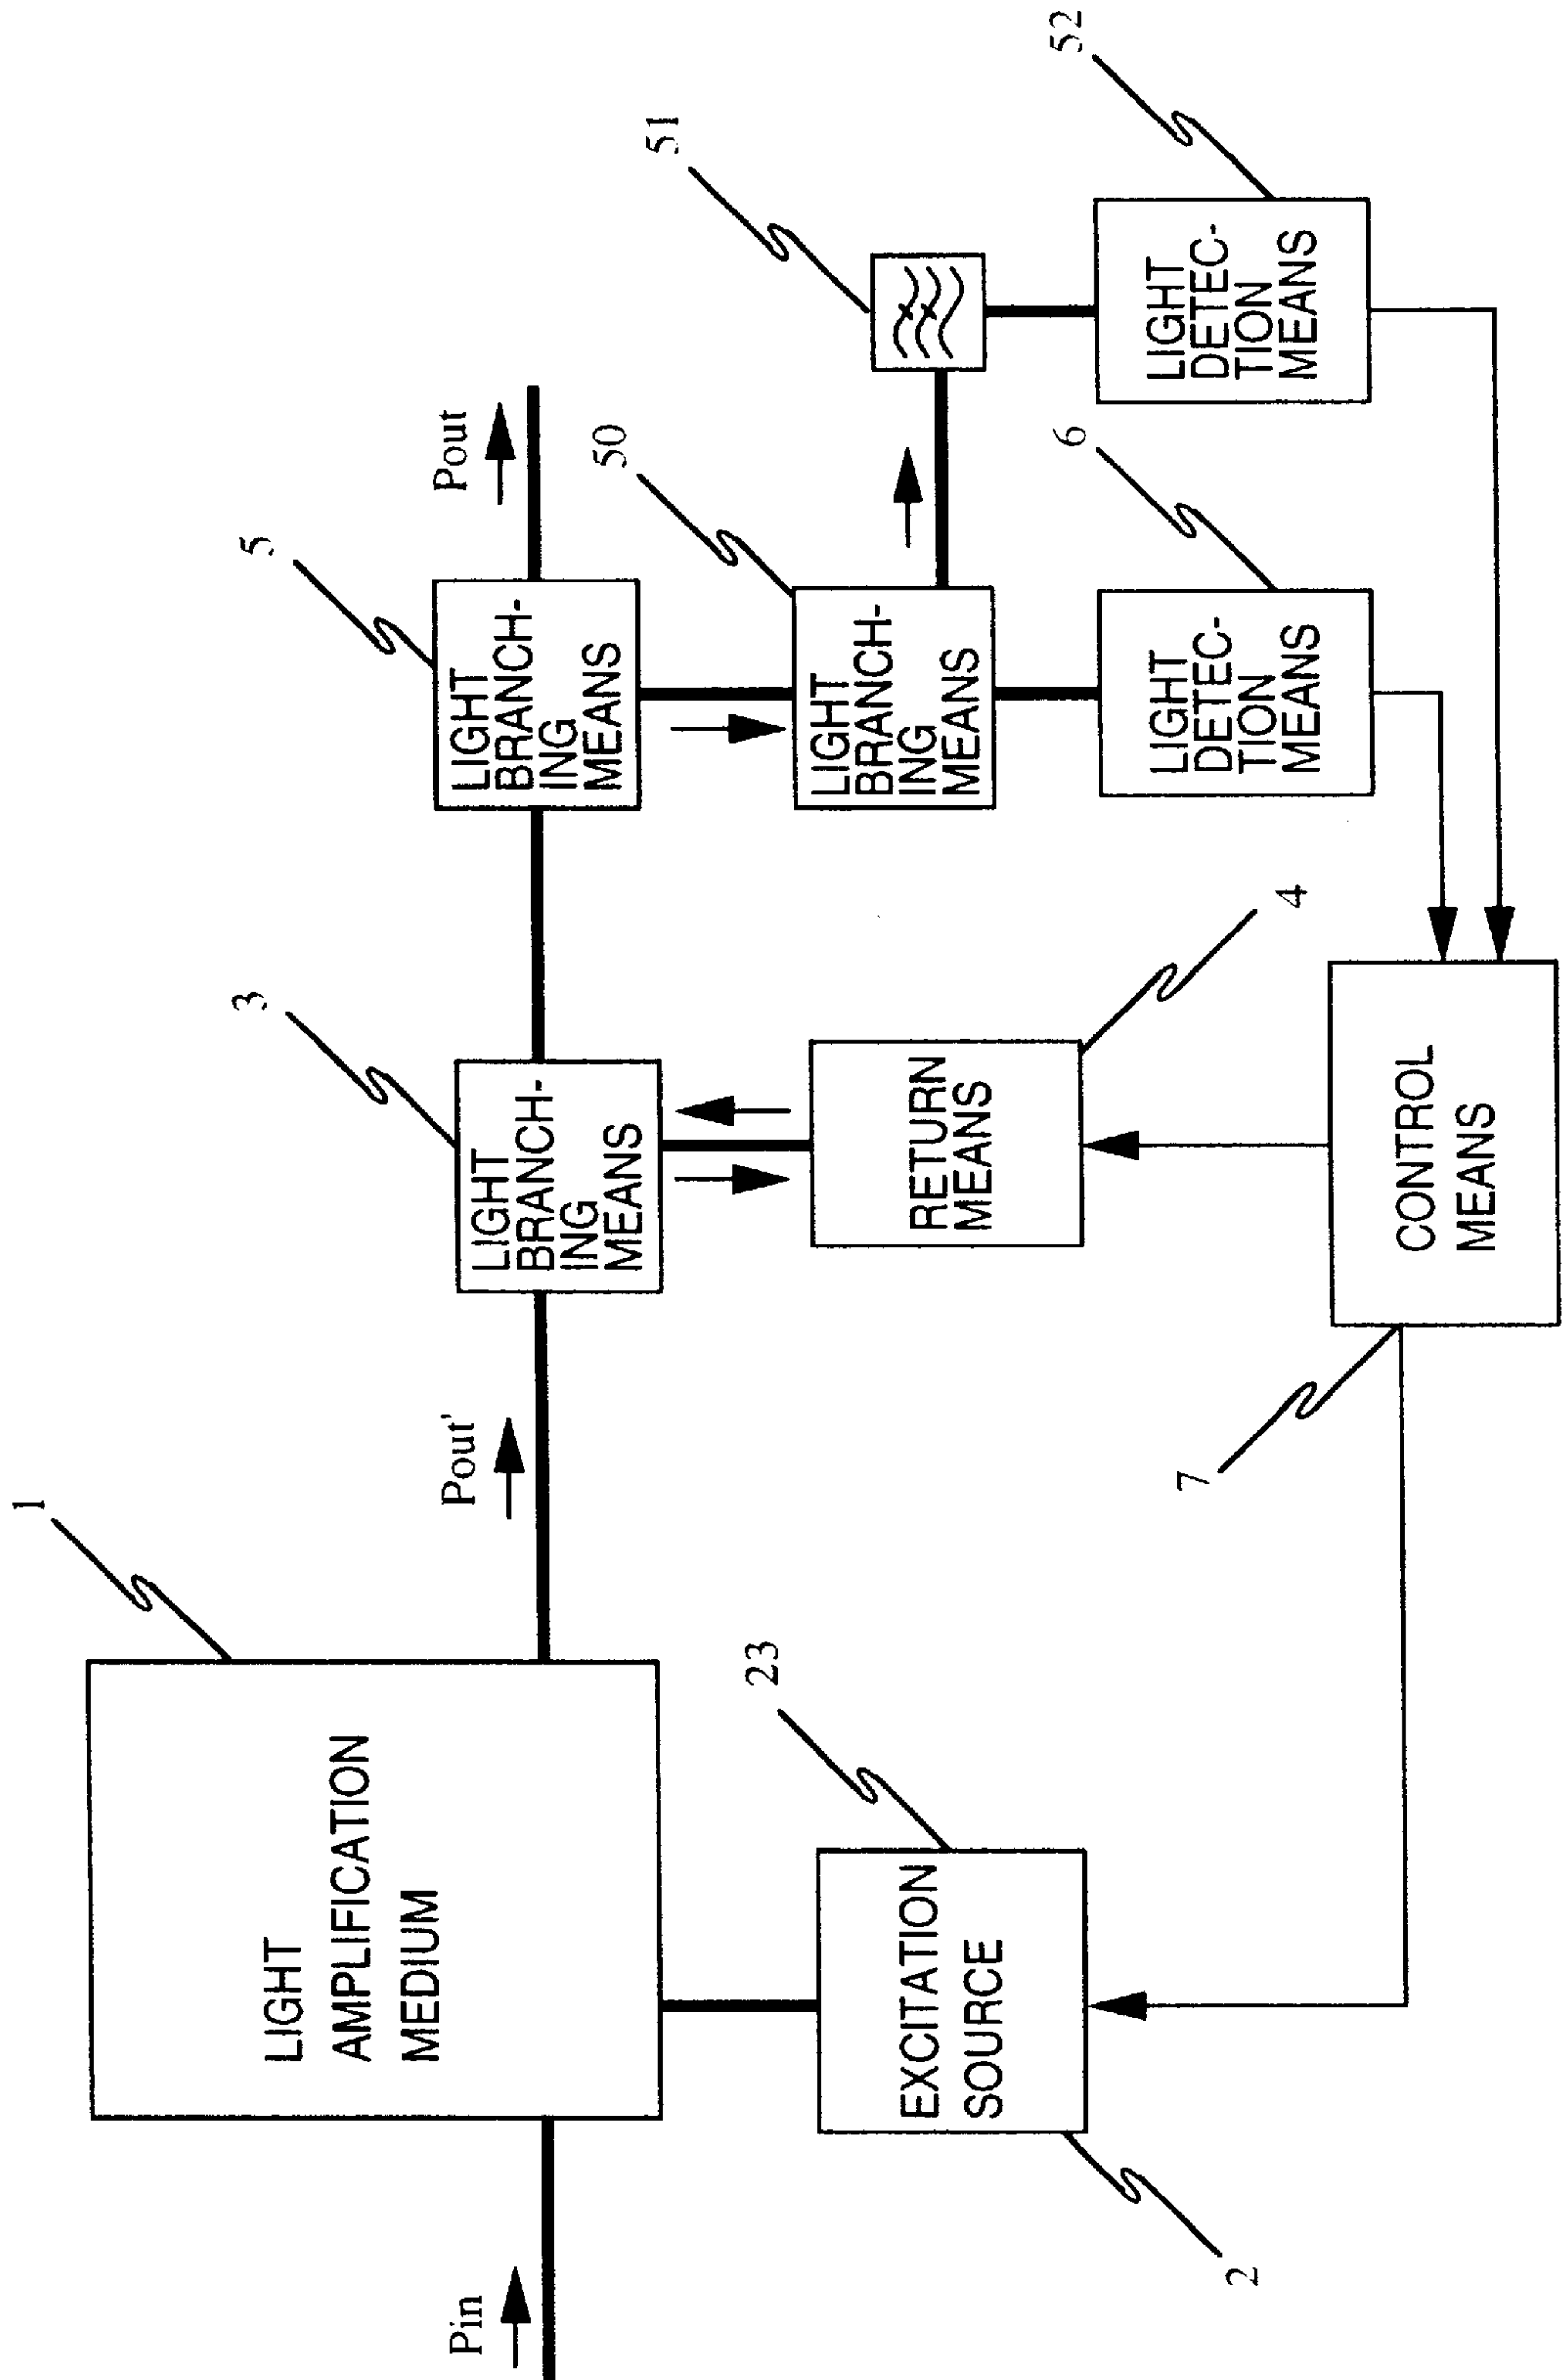 Pin
LIGHT
AMPLIFICATION
MEDIUM
1
EXCITATION
SOURCE
23
2
Pout'
LIGHT
BRANCH-
ING
MEANS
3
RETURN
MEANS
4
CONTROL
MEANS
7
LIGHT
BRANCH-
ING
MEANS
5
Pout
LIGHT
BRANCH-
ING
MEANS
50
LIGHT
DETEC-
TION
MEANS
6
51
LIGHT
DETEC-
TION
MEANS
52